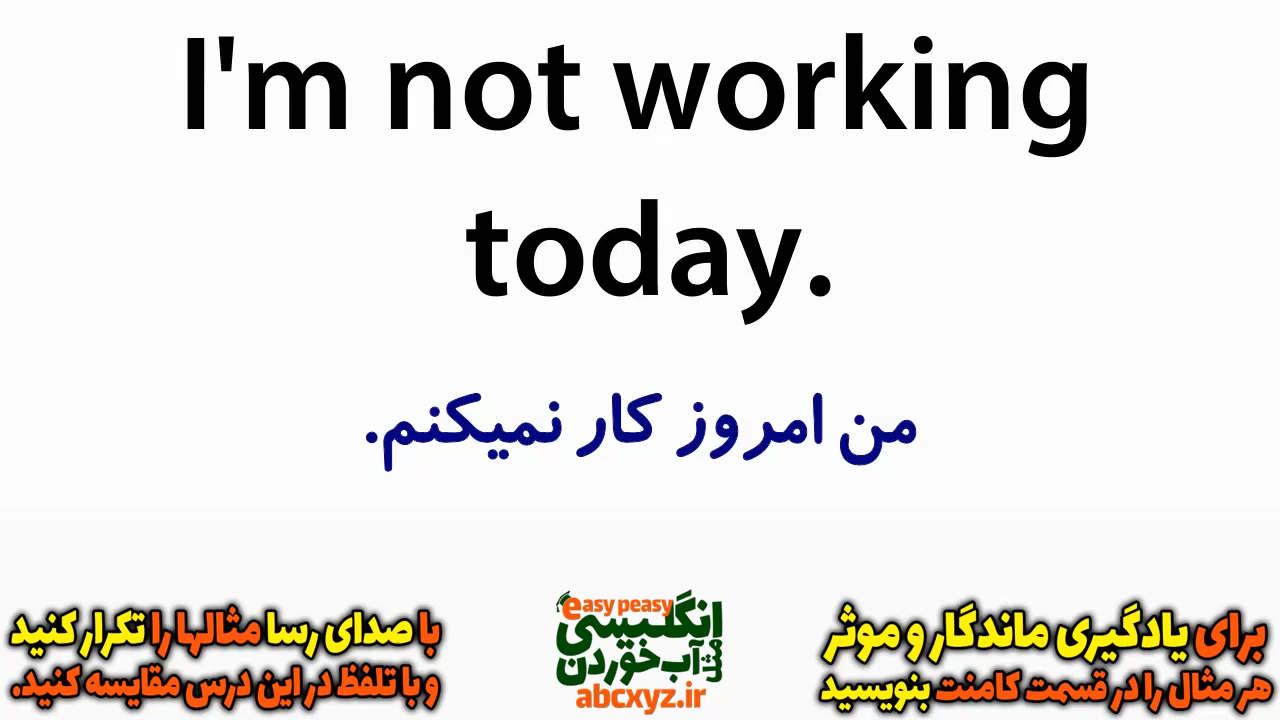 I'm not working
today.
من امروز کار نمیکنم.
برای یادگیری ماندگار و موثر
هر مثال را در قسمت کامنت بنویسید
easy peasy
انگلیسی
مثل آب خوردن
abcxyz.ir
با صدای رسا مثالها را تکرار کنید
و با تلفظ در این درس مقایسه کنید.